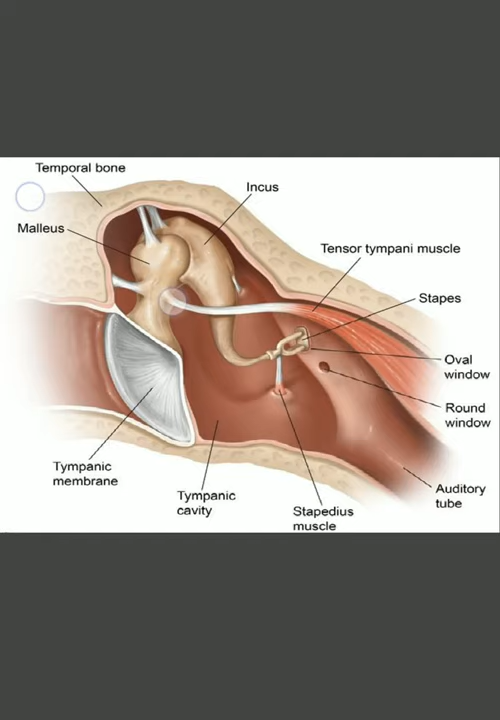 Temporal bone
Incus
Malleus
Tensor tympani muscle
Stapes
Oval
window
Round
window
Tympanic
membrane
Tympanic
cavity
Stapedius
muscle
Auditory
tube